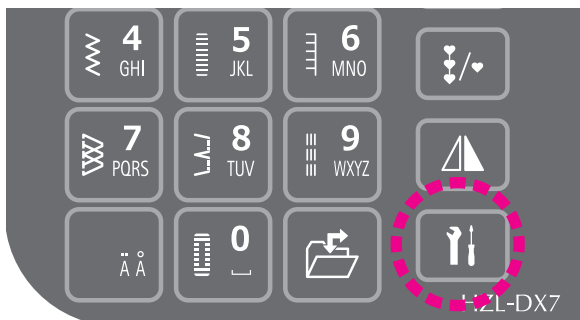 4 5 6
GHI JKL MNO
7 8 9
PQRS TUV WXYZ
0
Ä Å
HZL-DX7